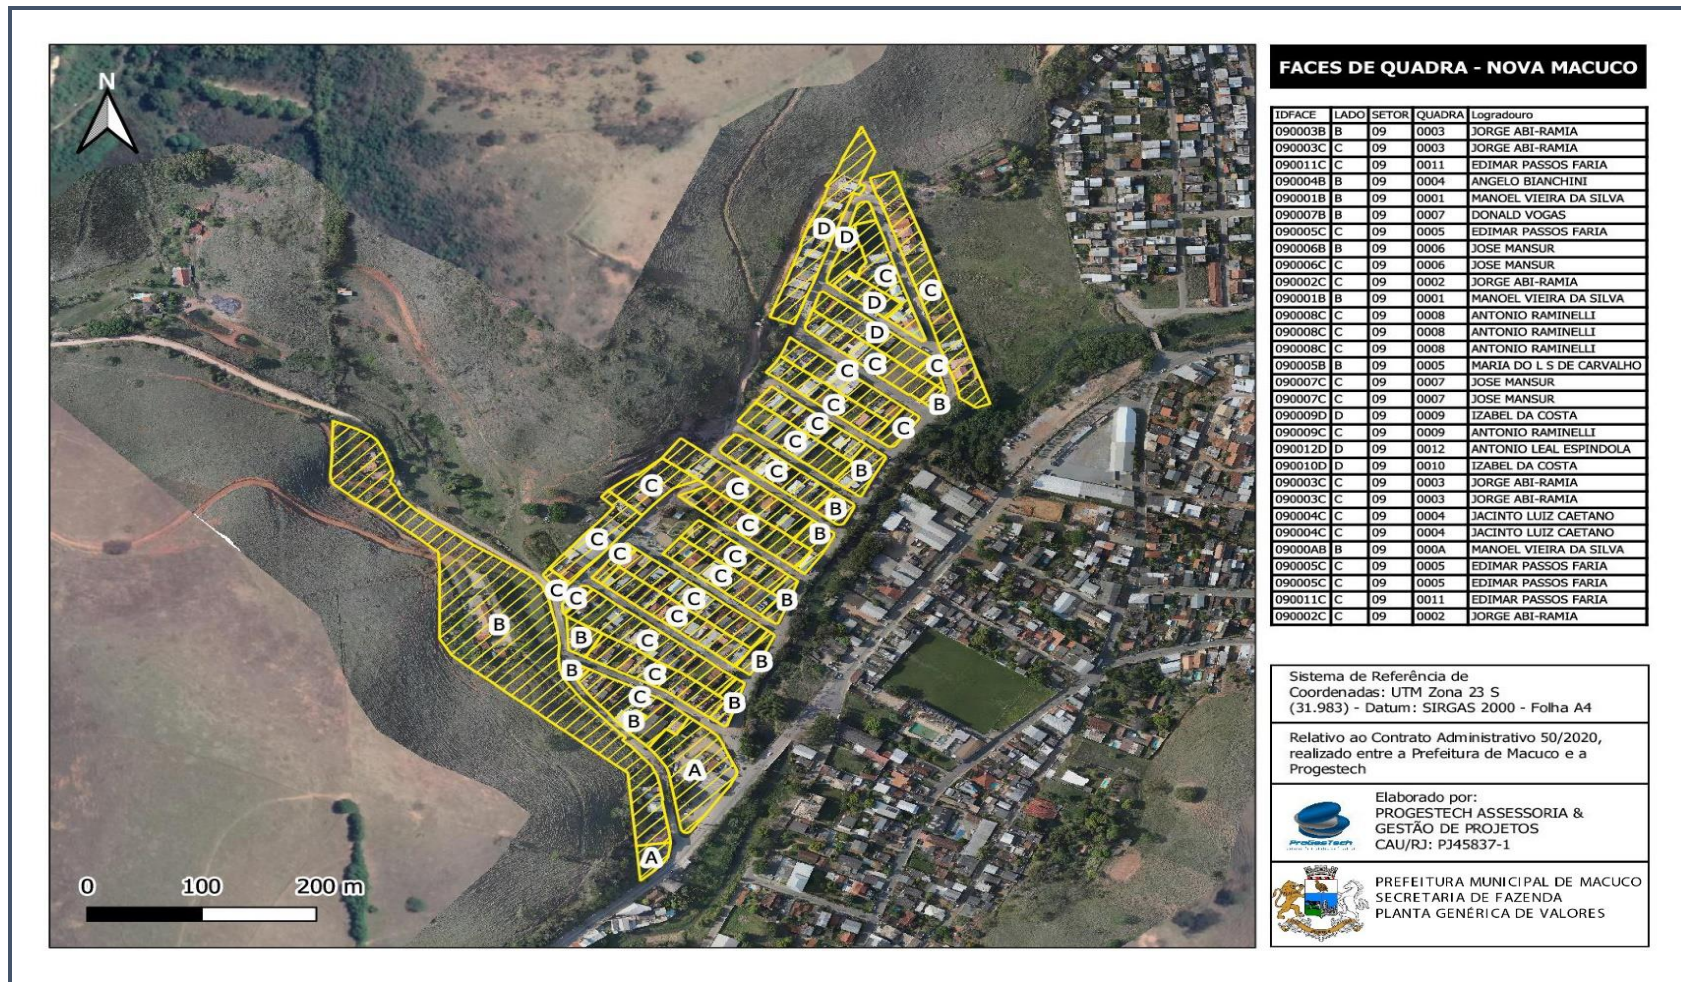 N
D
D
C
C
D
D
C
C
C
B
C
C
C
C
B
C
C
C
B
C
B
C
C
C
C
C
B
C
C
C
C
B
B
C
C
B
B
C
C
B
B
A
A
0 100 200 m
FACES DE QUADRA - NOVA MACUCO
IDFACE LADO SETOR QUADRA Logradouro
090003B B 09 0003 JORGE ABI-RAMIA
090003C C 09 0003 JORGE ABI-RAMIA
090011C C 09 0011 EDIMAR PASSOS FARIA
090004B B 09 0004 ANGELO BIANCHINI
090001B B 09 0001 MANOEL VIEIRA DA SILVA
090007B B 09 0007 DONALD VOGAS
090005C C 09 0005 EDIMAR PASSOS FARIA
090006B B 09 0006 JOSE MANSUR
090006C C 09 0006 JOSE MANSUR
090002C C 09 0002 JORGE ABI-RAMIA
090001B B 09 0001 MANOEL VIEIRA DA SILVA
090008C C 09 0008 ANTONIO RAMINELLI
090008C C 09 0008 ANTONIO RAMINELLI
090008C C 09 0008 ANTONIO RAMINELLI
090005B B 09 0005 MARIA DO L S DE CARVALHO
090007C C 09 0007 JOSE MANSUR
090007C C 09 0007 JOSE MANSUR
090009D D 09 0009 IZABEL DA COSTA
090009C C 09 0009 ANTONIO RAMINELLI
090012D D 09 0012 ANTONIO LEAL ESPINDOLA
090010D D 09 0010 IZABEL DA COSTA
090003C C 09 0003 JORGE ABI-RAMIA
090003C C 09 0003 JORGE ABI-RAMIA
090004C C 09 0004 JACINTO LUIZ CAETANO
090004C C 09 0004 JACINTO LUIZ CAETANO
09000AB B 09 000A MANOEL VIEIRA DA SILVA
090005C C 09 0005 EDIMAR PASSOS FARIA
090005C C 09 0005 EDIMAR PASSOS FARIA
090011C C 09 0011 EDIMAR PASSOS FARIA
090002C C 09 0002 JORGE ABI-RAMIA
Sistema de Referência de
Coordenadas: UTM Zona 23 S
(31.983) - Datum: SIRGAS 2000 - Folha A4
Relativo ao Contrato Administrativo 50/2020,
realizado entre a Prefeitura de Macuco e a
Progestech
ProGesTech
Elaborado por:
PROGESTECH ASSESSORIA &
GESTÃO DE PROJETOS
CAU/RJ: PJ45837-1
PREFEITURA MUNICIPAL DE MACUCO
SECRETARIA DE FAZENDA
PLANTA GENÉRICA DE VALORES